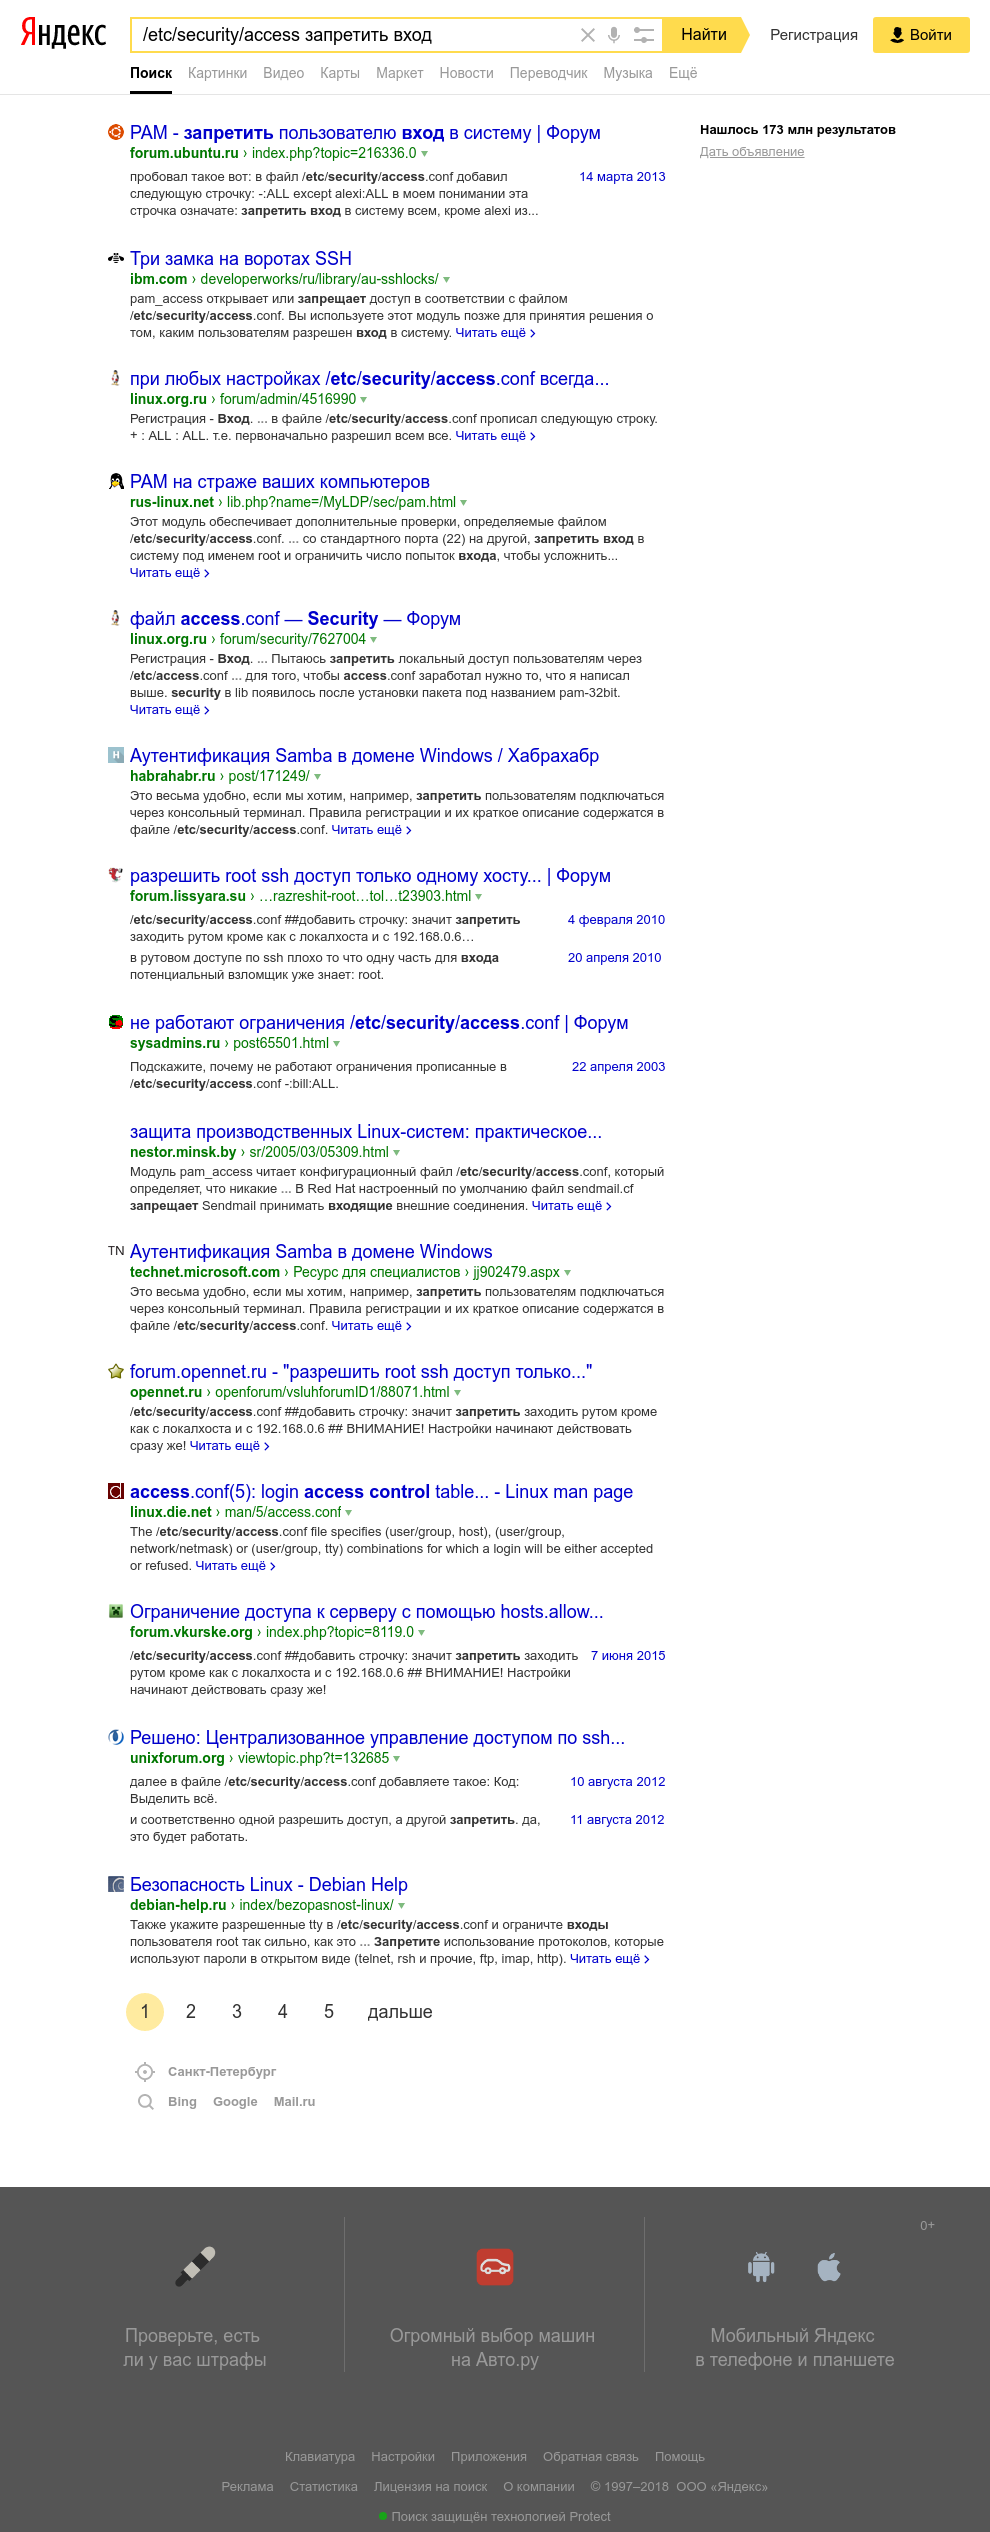 Яндекс
/etc/security/access запретить вход
Найти
Регистрация
Войти
Поиск Картинки Видео Карты Маркет Новости Переводчик Музыка Ещё
Нашлось 173 млн результатов
Дать объявление
PAM - запретить пользователю вход в систему | Форум
forum.ubuntu.ru › index.php?topic=216336.0
пробовал такое вот: в файл /etc/security/access.conf добавил 14 марта 2013
следующую строчку: -:ALL except alexi:ALL в моем понимании эта
строчка означате: запретить вход в систему всем, кроме alexi из...
Три замка на воротах SSH
ibm.com › developerworks/ru/library/au-sshlocks/
pam_access открывает или запрещает доступ в соответствии с файлом
/etc/security/access.conf. Вы используете этот модуль позже для принятия решения о
том, каким пользователям разрешен вход в систему. Читать ещё ›
при любых настройках /etc/security/access.conf всегда...
linux.org.ru › forum/admin/4516990
Регистрация - Вход. ... в файле /etc/security/access.conf прописал следующую строку.
+ : ALL : ALL. т.е. первоначально разрешил всем все. Читать ещё ›
PAM на страже ваших компьютеров
rus-linux.net › lib.php?name=/MyLDP/sec/pam.html
Этот модуль обеспечивает дополнительные проверки, определяемые файлом
/etc/security/access.conf. ... со стандартного порта (22) на другой, запретить вход в
систему под именем root и ограничить число попыток входа, чтобы усложнить...
Читать ещё ›
файл access.conf — Security — Форум
linux.org.ru › forum/security/7627004
Регистрация - Вход. ... Пытаюсь запретить локальный доступ пользователям через
/etc/access.conf ... для того, чтобы access.conf заработал нужно то, что я написал
выше. security в lib появилось после установки пакета под названием pam-32bit.
Читать ещё ›
Аутентификация Samba в домене Windows / Хабрахабр
habrahabr.ru › post/171249/
Это весьма удобно, если мы хотим, например, запретить пользователям подключаться
через консольный терминал. Правила регистрации и их краткое описание содержатся в
файле /etc/security/access.conf. Читать ещё ›
разрешить root ssh доступ только одному хосту... | Форум
forum.lissyara.su › …razreshit-root…tol…t23903.html
/etc/security/access.conf ##добавить строчку: значит запретить 4 февраля 2010
заходить рутом кроме как с локалхоста и с 192.168.0.6…
в рутовом доступе по ssh плохо то что одну часть для входа 20 апреля 2010
потенциальный взломщик уже знает: root.
не работают ограничения /etc/security/access.conf | Форум
sysadmins.ru › post65501.html
Подскажите, почему не работают ограничения прописанные в 22 апреля 2003
/etc/security/access.conf -:bill:ALL.
защита производственных Linux-систем: практическое...
nestor.minsk.by › sr/2005/03/05309.html
Модуль pam_access читает конфигурационный файл /etc/security/access.conf, который
определяет, что никакие ... В Red Hat настроенный по умолчанию файл sendmail.cf
запрещает Sendmail принимать входящие внешние соединения. Читать ещё ›
TN Аутентификация Samba в домене Windows
technet.microsoft.com › Ресурс для специалистов › jj902479.aspx
Это весьма удобно, если мы хотим, например, запретить пользователям подключаться
через консольный терминал. Правила регистрации и их краткое описание содержатся в
файле /etc/security/access.conf. Читать ещё ›
forum.opennet.ru - "разрешить root ssh доступ только..."
opennet.ru › openforum/vsluhforumID1/88071.html
/etc/security/access.conf ##добавить строчку: значит запретить заходить рутом кроме
как с локалхоста и с 192.168.0.6 ## ВНИМАНИЕ! Настройки начинают действовать
сразу же! Читать ещё ›
access.conf(5): login access control table... - Linux man page
linux.die.net › man/5/access.conf
The /etc/security/access.conf file specifies (user/group, host), (user/group,
network/netmask) or (user/group, tty) combinations for which a login will be either accepted
or refused. Читать ещё ›
Ограничение доступа к серверу с помощью hosts.allow...
forum.vkurske.org › index.php?topic=8119.0
/etc/security/access.conf ##добавить строчку: значит запретить заходить 7 июня 2015
рутом кроме как с локалхоста и с 192.168.0.6 ## ВНИМАНИЕ! Настройки
начинают действовать сразу же!
Решено: Централизованное управление доступом по ssh...
unixforum.org › viewtopic.php?t=132685
далее в файле /etc/security/access.conf добавляете такое: Код: 10 августа 2012
Выделить всё.
и соответственно одной разрешить доступ, а другой запретить. да, 11 августа 2012
это будет работать.
Безопасность Linux - Debian Help
debian-help.ru › index/bezopasnost-linux/
Также укажите разрешенные tty в /etc/security/access.conf и ограничте входы
пользователя root так сильно, как это ... Запретите использование протоколов, которые
используют пароли в открытом виде (telnet, rsh и прочие, ftp, imap, http). Читать ещё ›
1 2 3 4 5 дальше
Санкт-Петербург
Bing Google Mail.ru
0+
Проверьте, есть
ли у вас штрафы
Огромный выбор машин
на Авто.ру
Мобильный Яндекс
в телефоне и планшете
Клавиатура Настройки Приложения Обратная связь Помощь
Реклама Статистика Лицензия на поиск О компании © 1997–2018 ООО «Яндекс»
Поиск защищён технологией Protect